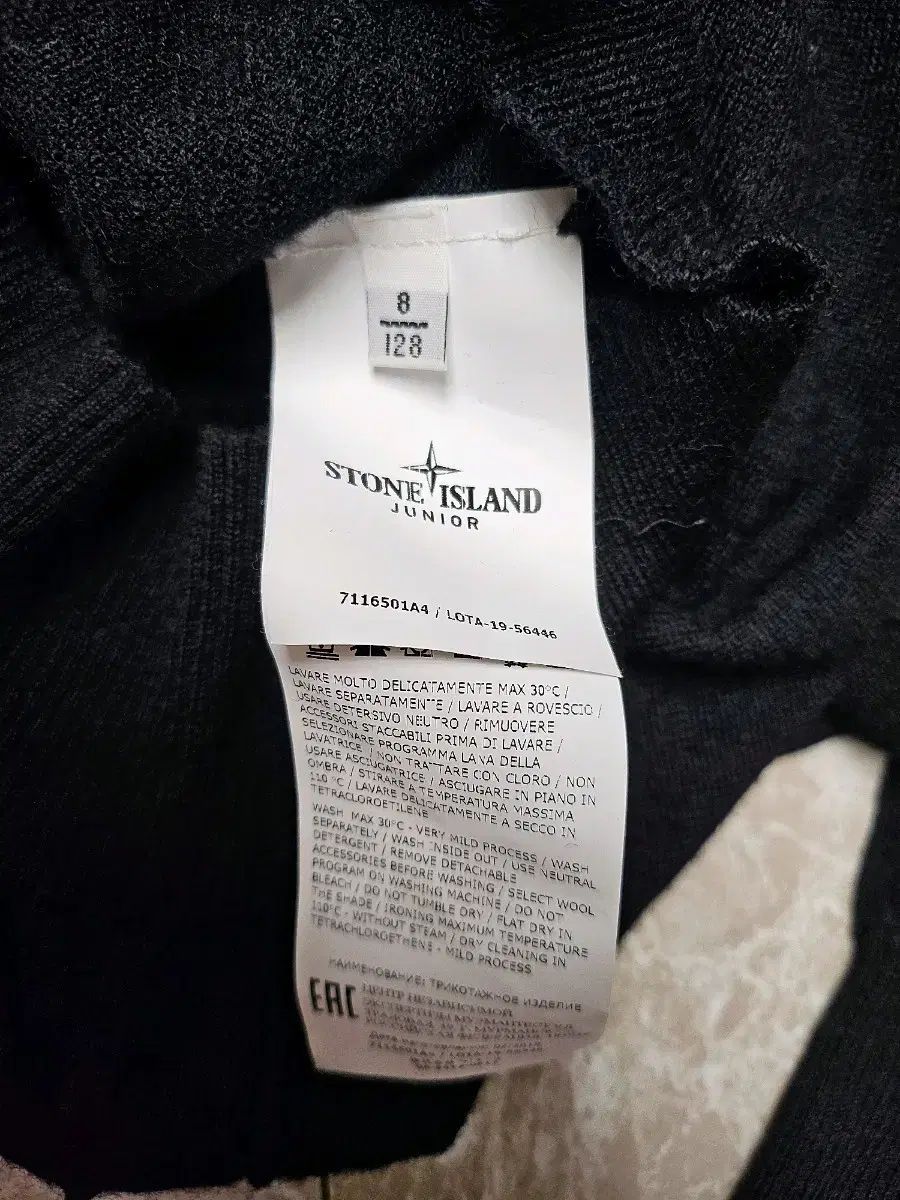 8
128
STONE ISLAND
JUNIOR
7116501A4 / LOTA-19-56446
LAVARE MOLTO DELICATAMENTE MAX 30°C /
LAVARE SEPARATAMENTE / LAVARE A ROVESCIO /
USARE DETERSIVO NEUTRO / RIMUOVERE
ACCESSORI STACCABILI PRIMA DI LAVARE /
SELEZIONARE PROGRAMMA LANA DELLA
LAVATRICE / NON TRATTARE CON CLORO / NON
USARE ASCIUGATRICE / ASCIUGARE IN PIANO IN
OMBRA / STIRARE A TEMPERATURA MASSIMA
110 °C / LAVARE DELICATAMENTE A SECCO IN
TETRACLOROETILENE
WASH MAX 30°C - VERY MILD PROCESS / WASH
SEPARATELY / WASH INSIDE OUT / USE NEUTRAL
DETERGENT / REMOVE DETACHABLE
ACCESSORIES BEFORE WASHING / SELECT WOOL
PROGRAM ON WASHING MACHINE / DO NOT
BLEACH / DO NOT TUMBLE DRY / FLAT DRY IN
THE SHADE / IRONING MAXIMUM TEMPERATURE
110°C - WITHOUT STEAM / DRY CLEANING IN
TETRACHLOROETHENE - MILD PROCESS
НАИМЕНОВАНИЕ: ТРИКОТАЖНОЕ ИЗДЕЛИЕ
EAC
ЦЕНТР НЕЗАВИСИМОЙ